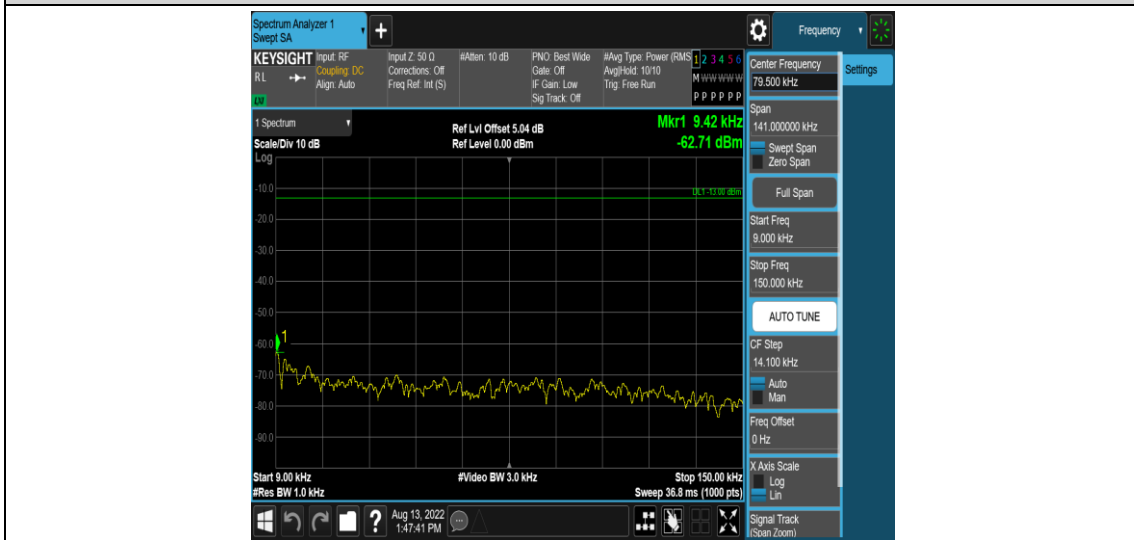 Spectrum Analyzer 1
Swept SA
+
Frequency
KEYSIGHT
RL
LXI
Input: RF
Coupling: DC
Align: Auto
Input Z: 50 Ω
Corrections: Off
Freq Ref: Int (S)
#Atten: 10 dB
PNO: Best Wide
Gate: Off
IF Gain: Low
Sig Track: Off
#Avg Type: Power (RMS
Avg|Hold: 10/10
Trig: Free Run
1 2 3 4 5 6
M W W W W W
P P P P P P
1 Spectrum
Scale/Div 10 dB
Log
Ref Lvl Offset 5.04 dB
Ref Level 0.00 dBm
Mkr1 9.42 kHz
-62.71 dBm
DL1 -13.00 dBm
-10.0
-20.0
-30.0
-40.0
-50.0
-60.0
-70.0
-80.0
-90.0
1
Start 9.00 kHz
#Res BW 1.0 kHz
#Video BW 3.0 kHz
Stop 150.00 kHz
Sweep 36.8 ms (1000 pts)
Center Frequency
79.500 kHz
Settings
Span
141.000000 kHz
Swept Span
Zero Span
Full Span
Start Freq
9.000 kHz
Stop Freq
150.000 kHz
AUTO TUNE
CF Step
14.100 kHz
Auto
Man
Freq Offset
0 Hz
X Axis Scale
Log
Lin
Signal Track
(Span Zoom)
?
Aug 13, 2022
1:47:41 PM